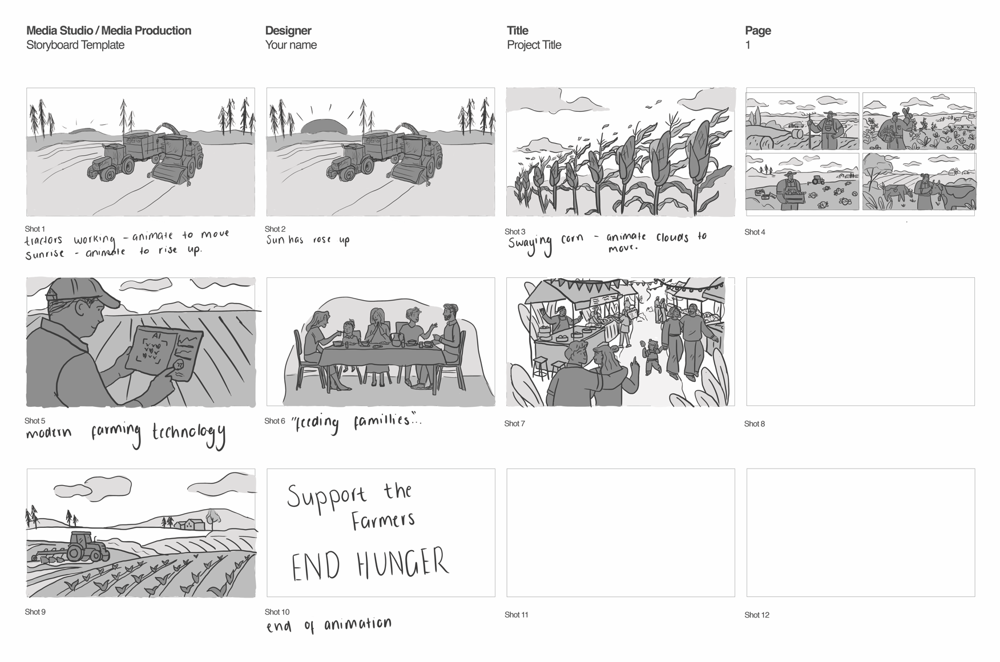 Media Studio / Media Production
Storyboard Template
Designer
Your name
Title
Project Title
Page
1
Shot 1
tractors working - animate to move
Sunrise - animate to rise up.
Shot 2
Sun has rose up
Shot 3
Swaying corn - animate clouds to
move.
Shot 4
AI
Shot 5
modern farming technology
Shot 6
"feeding famillies"...
Shot 7
Shot 8
Shot 9
Support the
Farmers
END HUNGER
Shot 10
end of animation
Shot 11
Shot 12